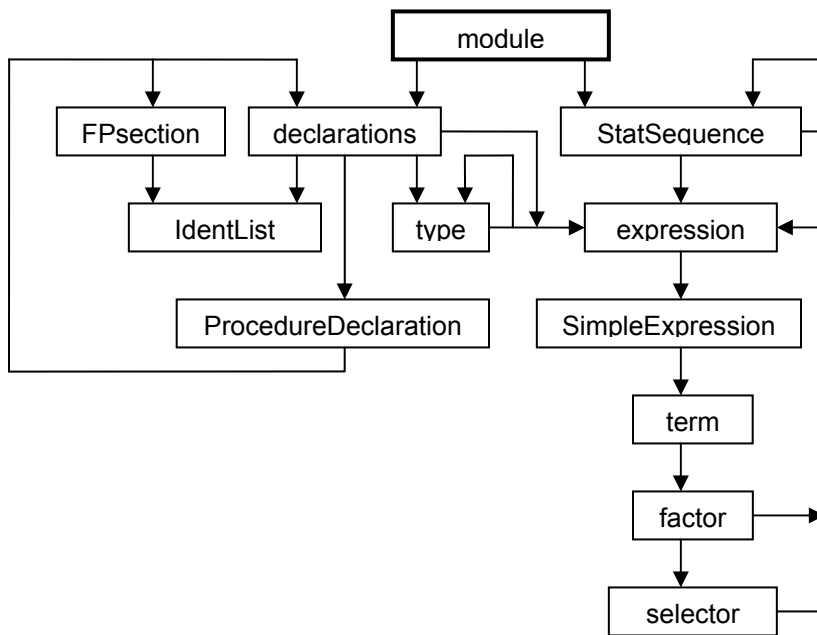 module
FPsection
declarations
StatSequence
IdentList
type
expression
ProcedureDeclaration
SimpleExpression
term
factor
selector